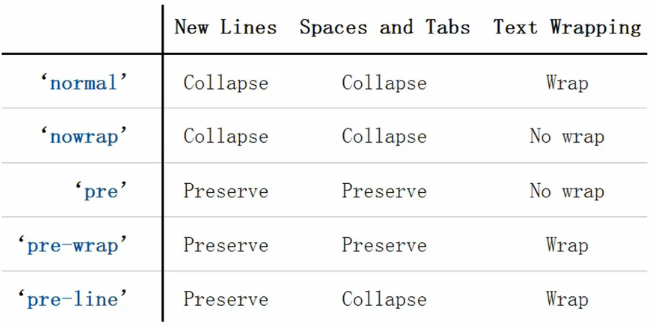 New Lines Spaces and Tabs Text Wrapping
‘normal’ Collapse Collapse Wrap
‘nowrap’ Collapse Collapse No wrap
‘pre’ Preserve Preserve No wrap
‘pre-wrap’ Preserve Preserve Wrap
‘pre-line’ Preserve Collapse Wrap